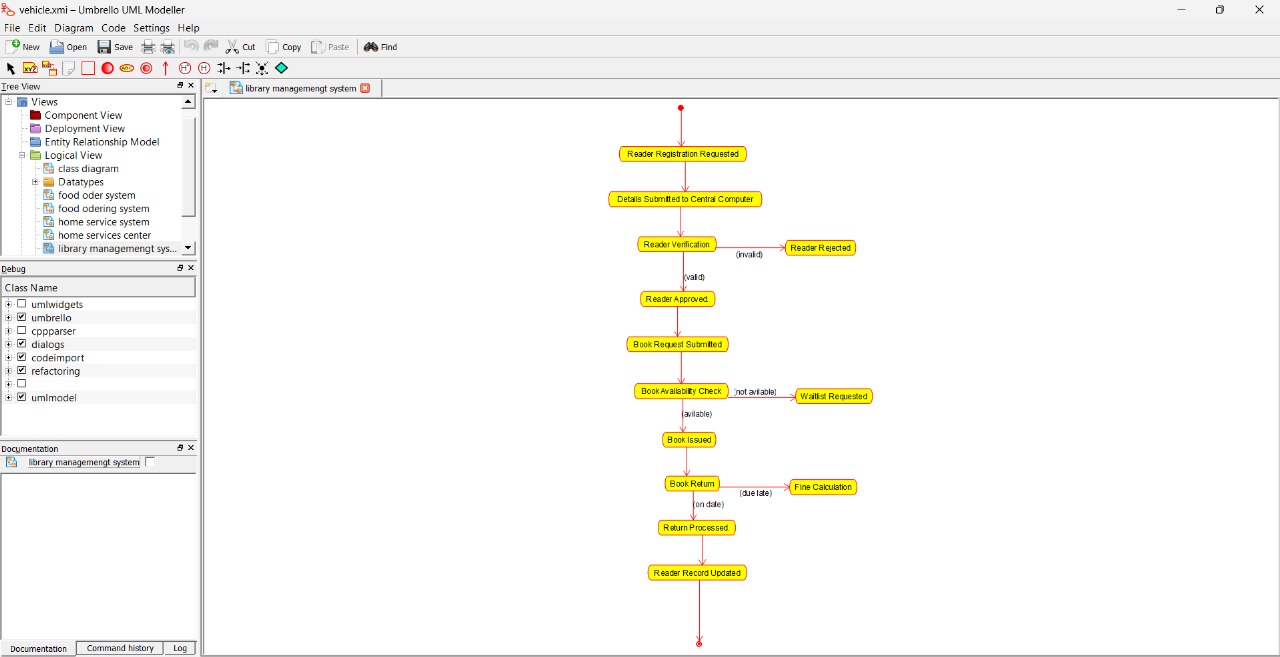 vehicle.xmi – Umbrello UML Modeller
File Edit Diagram Code Settings Help
New Open Save Cut Copy Paste Find
Tree View
library managemengt system
Views
Component View
Deployment View
Entity Relationship Model
Logical View
class diagram
Datatypes
food oder system
food odering system
home service system
home services center
library managemengt sys...
Debug
Class Name
umlwidgets
umbrello
cppparser
dialogs
codeimport
refactoring
umlmodel
Documentation
library managemengt system
Documentation Command history Log
Reader Registration Requested
Details Submitted to Central Computer
Reader Verification
(invalid)
Reader Rejected
(valid)
Reader Approved.
Book Request Submitted
Book Availability Check
(not avilable)
Waitlist Requested
(avilable)
Book Issued
Book Return
(due late)
Fine Calculation
(on date)
Return Processed.
Reader Record Updated